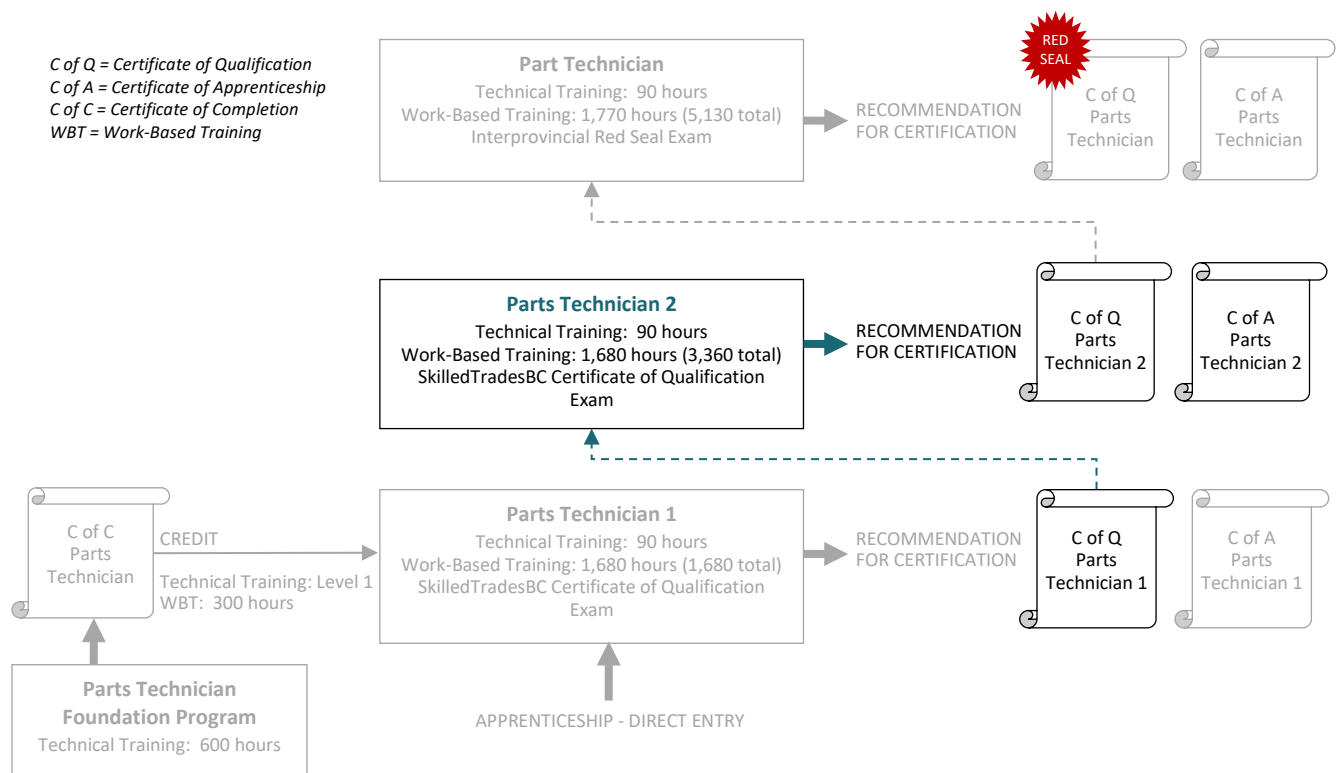 C of Q = Certificate of Qualification
C of A = Certificate of Apprenticeship
C of C = Certificate of Completion
WBT = Work-Based Training
Part Technician
Technical Training:  90 hours
Work-Based Training: 1,770 hours (5,130 total)
Interprovincial Red Seal Exam
RECOMMENDATION
FOR CERTIFICATION
RED
SEAL
C of Q
Parts
Technician
C of A
Parts
Technician
Parts Technician 2
Technical Training:  90 hours
Work-Based Training: 1,680 hours (3,360 total)
SkilledTradesBC Certificate of Qualification
Exam
RECOMMENDATION
FOR CERTIFICATION
C of Q
Parts
Technician 2
C of A
Parts
Technician 2
C of C
Parts
Technician
CREDIT
Technical Training: Level 1
WBT:  300 hours
Parts Technician 1
Technical Training:  90 hours
Work-Based Training: 1,680 hours (1,680 total)
SkilledTradesBC Certificate of Qualification
Exam
RECOMMENDATION
FOR CERTIFICATION
C of Q
Parts
Technician 1
C of A
Parts
Technician 1
Parts Technician
Foundation Program
Technical Training:  600 hours
APPRENTICESHIP - DIRECT ENTRY